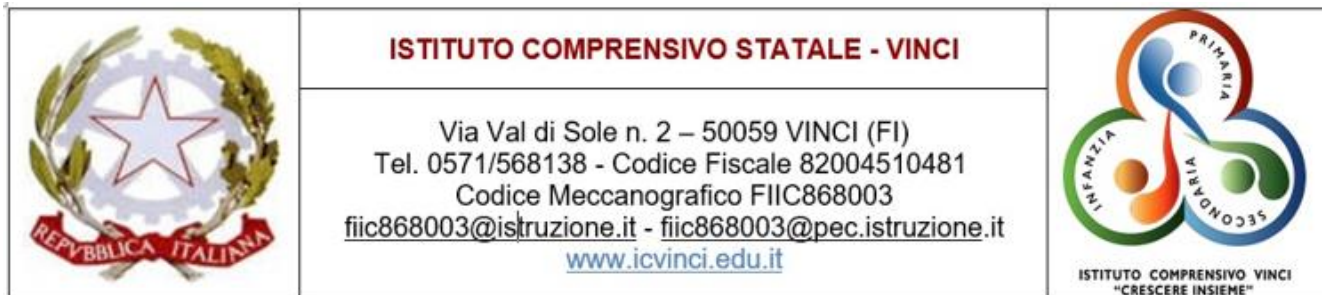 ISTITUTO COMPRENSIVO STATALE - VINCI
Via Val di Sole n. 2 – 50059 VINCI (FI)
Tel. 0571/568138 - Codice Fiscale 82004510481
Codice Meccanografico FIIC868003
fiic868003@istruzione.it - fiic868003@pec.istruzione.it
www.icvinci.edu.it
REPVBBLICA ITALIANA
PRIMARIA
INFANZIA
SECONDARIA
ISTITUTO COMPRENSIVO VINCI
"CRESCERE INSIEME"